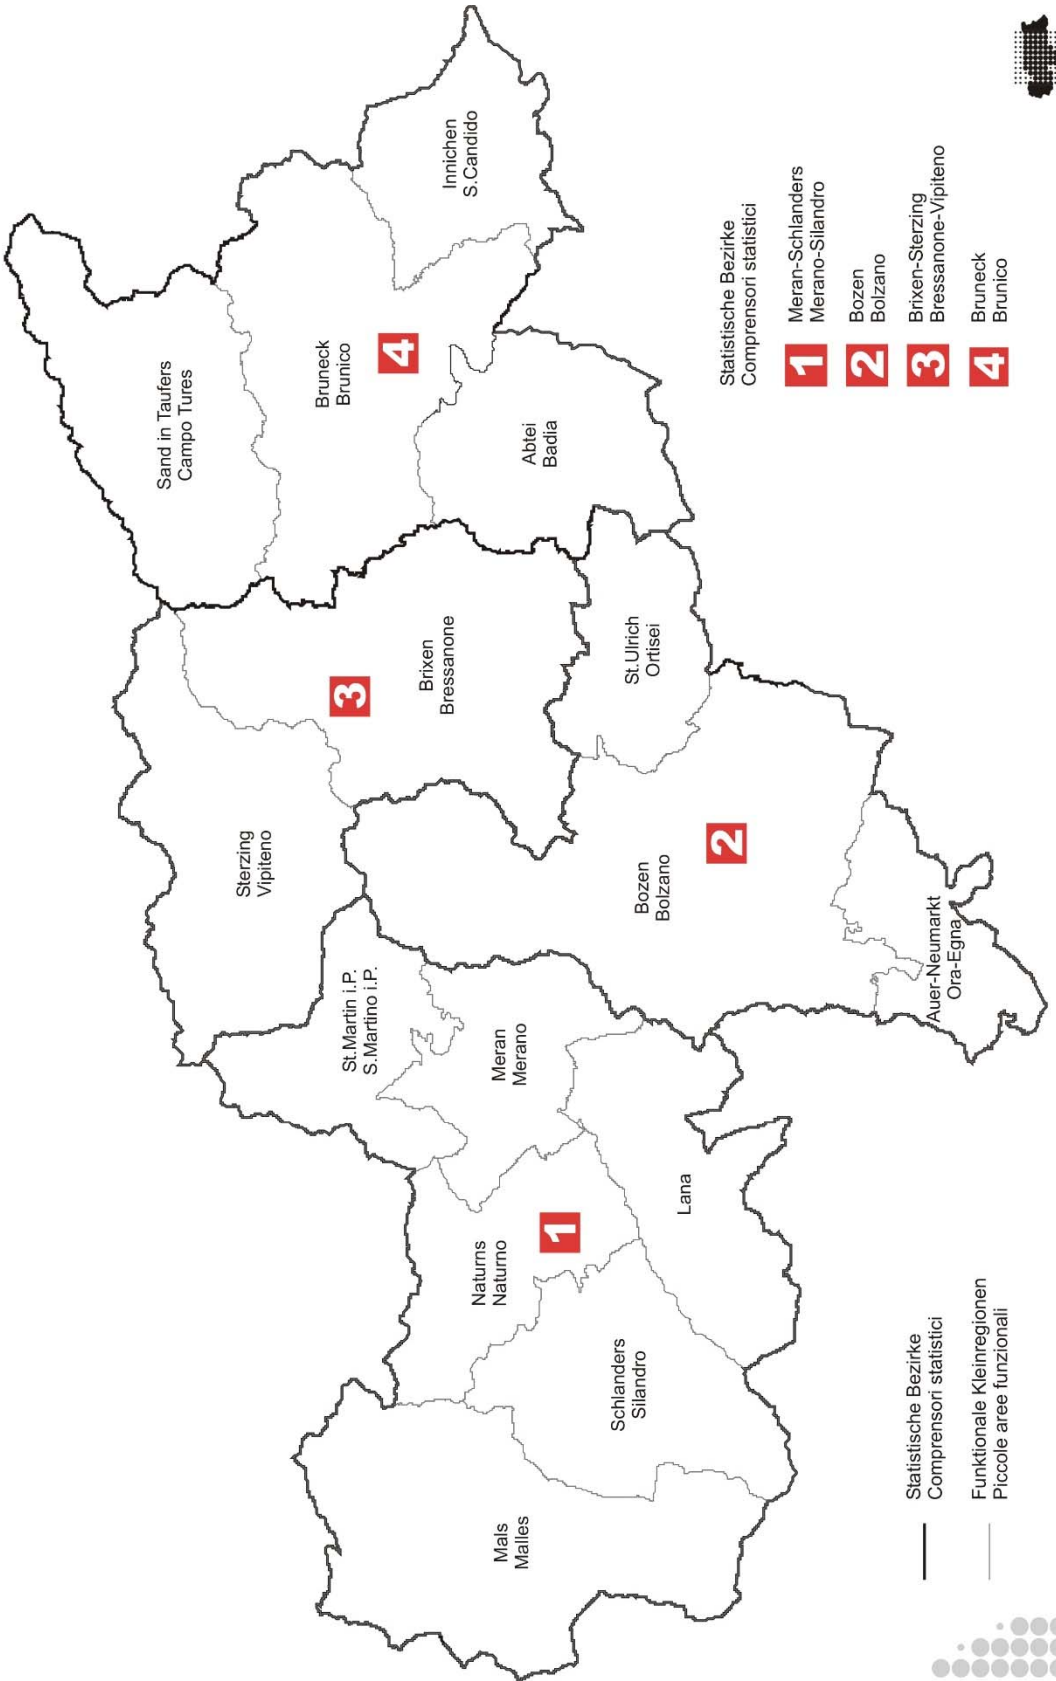 Sand in Taufers
Campo Tures
Innichen
S.Candido
Bruneck
Brunico
4
Abtei
Badia
Sterzing
Vipiteno
3
Brixen
Bressanone
St.Ulrich
Ortisei
St.Martin i.P.
S.Martino i.P.
Meran
Merano
Bozen
Bolzano
2
Auer-Neumarkt
Ora-Egna
Naturns
Naturno
1
Lana
Schlanders
Silandro
Mals
Malles
Statistische Bezirke
Comprensori statistici
1
Meran-Schlanders
Merano-Silandro
2
Bozen
Bolzano
3
Brixen-Sterzing
Bressanone-Vipiteno
4
Bruneck
Brunico
Statistische Bezirke
Comprensori statistici
Funktionale Kleinregionen
Piccole aree funzionali